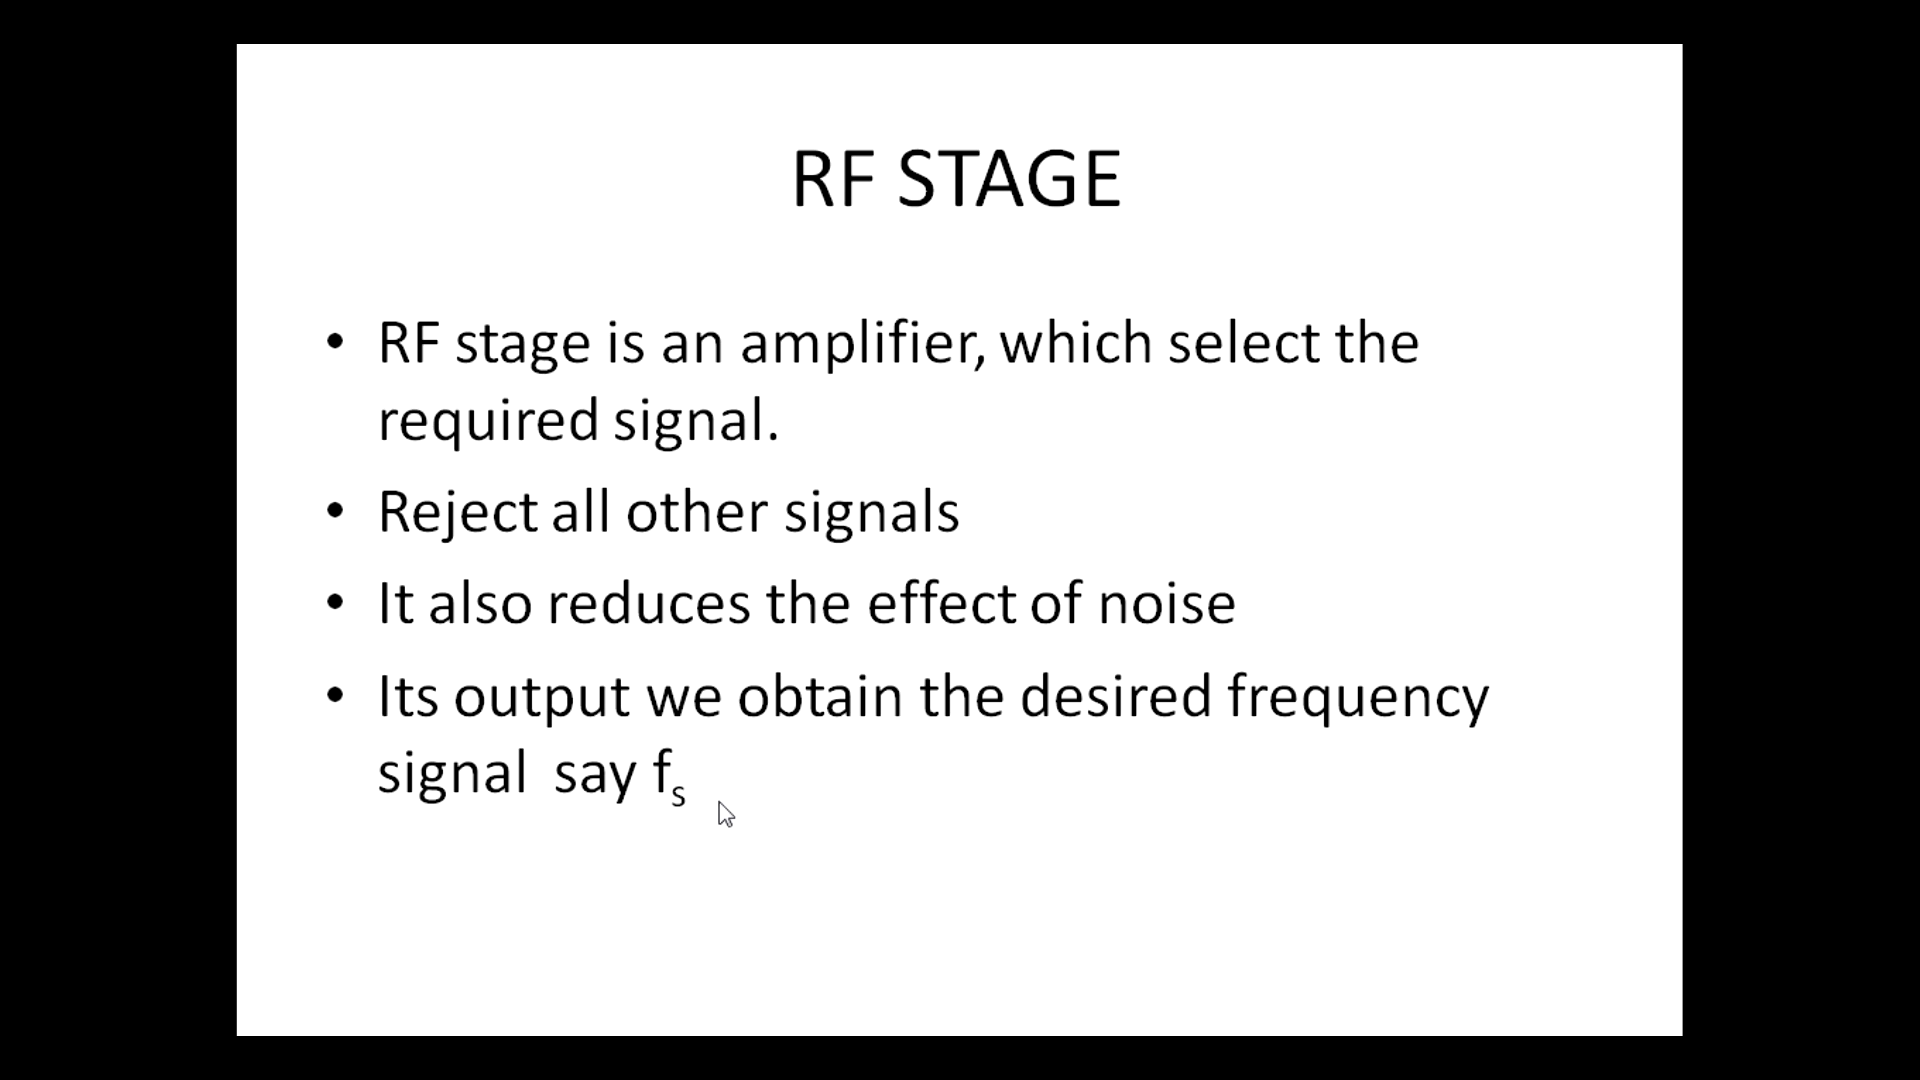 RF STAGE
• RF stage is an amplifier, which select the
required signal.
• Reject all other signals
• It also reduces the effect of noise
• Its output we obtain the desired frequency
signal say fs